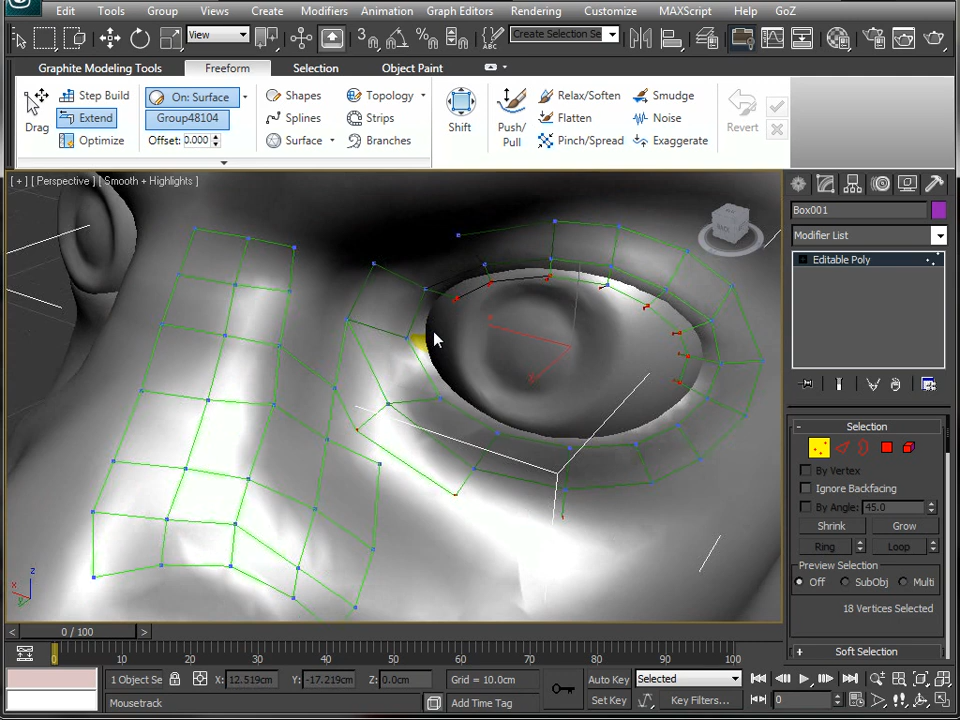 Edit Tools Group Views Create Modifiers Animation Graph Editors Rendering Customize MAXScript Help GoZ
View 3 Create Selection Se
Graphite Modeling Tools Freeform Selection Object Paint
Drag Step Build Extend Optimize
On: Surface
Group48104
Offset: 0.000
Shapes Splines Surface
Topology Strips Branches
Shift
Push/
Pull
Relax/Soften Flatten Pinch/Spread
Smudge Noise Exaggerate
Revert
[ + ] [ Perspective ] [ Smooth + Highlights ]
Box001
Modifier List
Editable Poly
- Selection
By Vertex
Ignore Backfacing
By Angle: 45.0
Shrink Grow
Ring Loop
Preview Selection
Off SubObj Multi
18 Vertices Selected
+ Soft Selection
z
x
y
< 0 / 100 >
0 10 20 30 40 50 60 70 80 90 100
1 Object Se X: 12.519cm Y: -17.219cm Z: 0.0cm Grid = 10.0cm Auto Key Selected
Mousetrack Add Time Tag Set Key Key Filters... 0